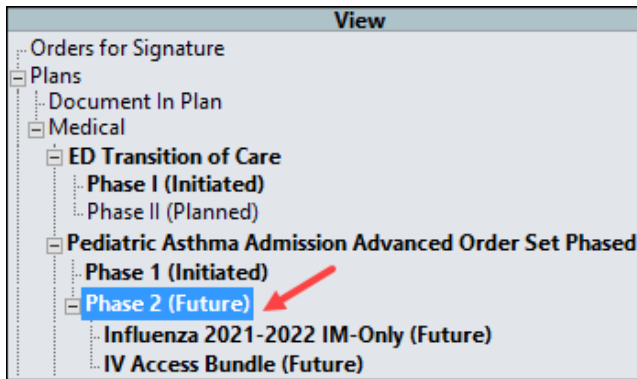 View
Orders for Signature
Plans
Document In Plan
Medical
ED Transition of Care
Phase I (Initiated)
Phase II (Planned)
Pediatric Asthma Admission Advanced Order Set Phased
Phase 1 (Initiated)
Phase 2 (Future)
Influenza 2021-2022 IM-Only (Future)
IV Access Bundle (Future)